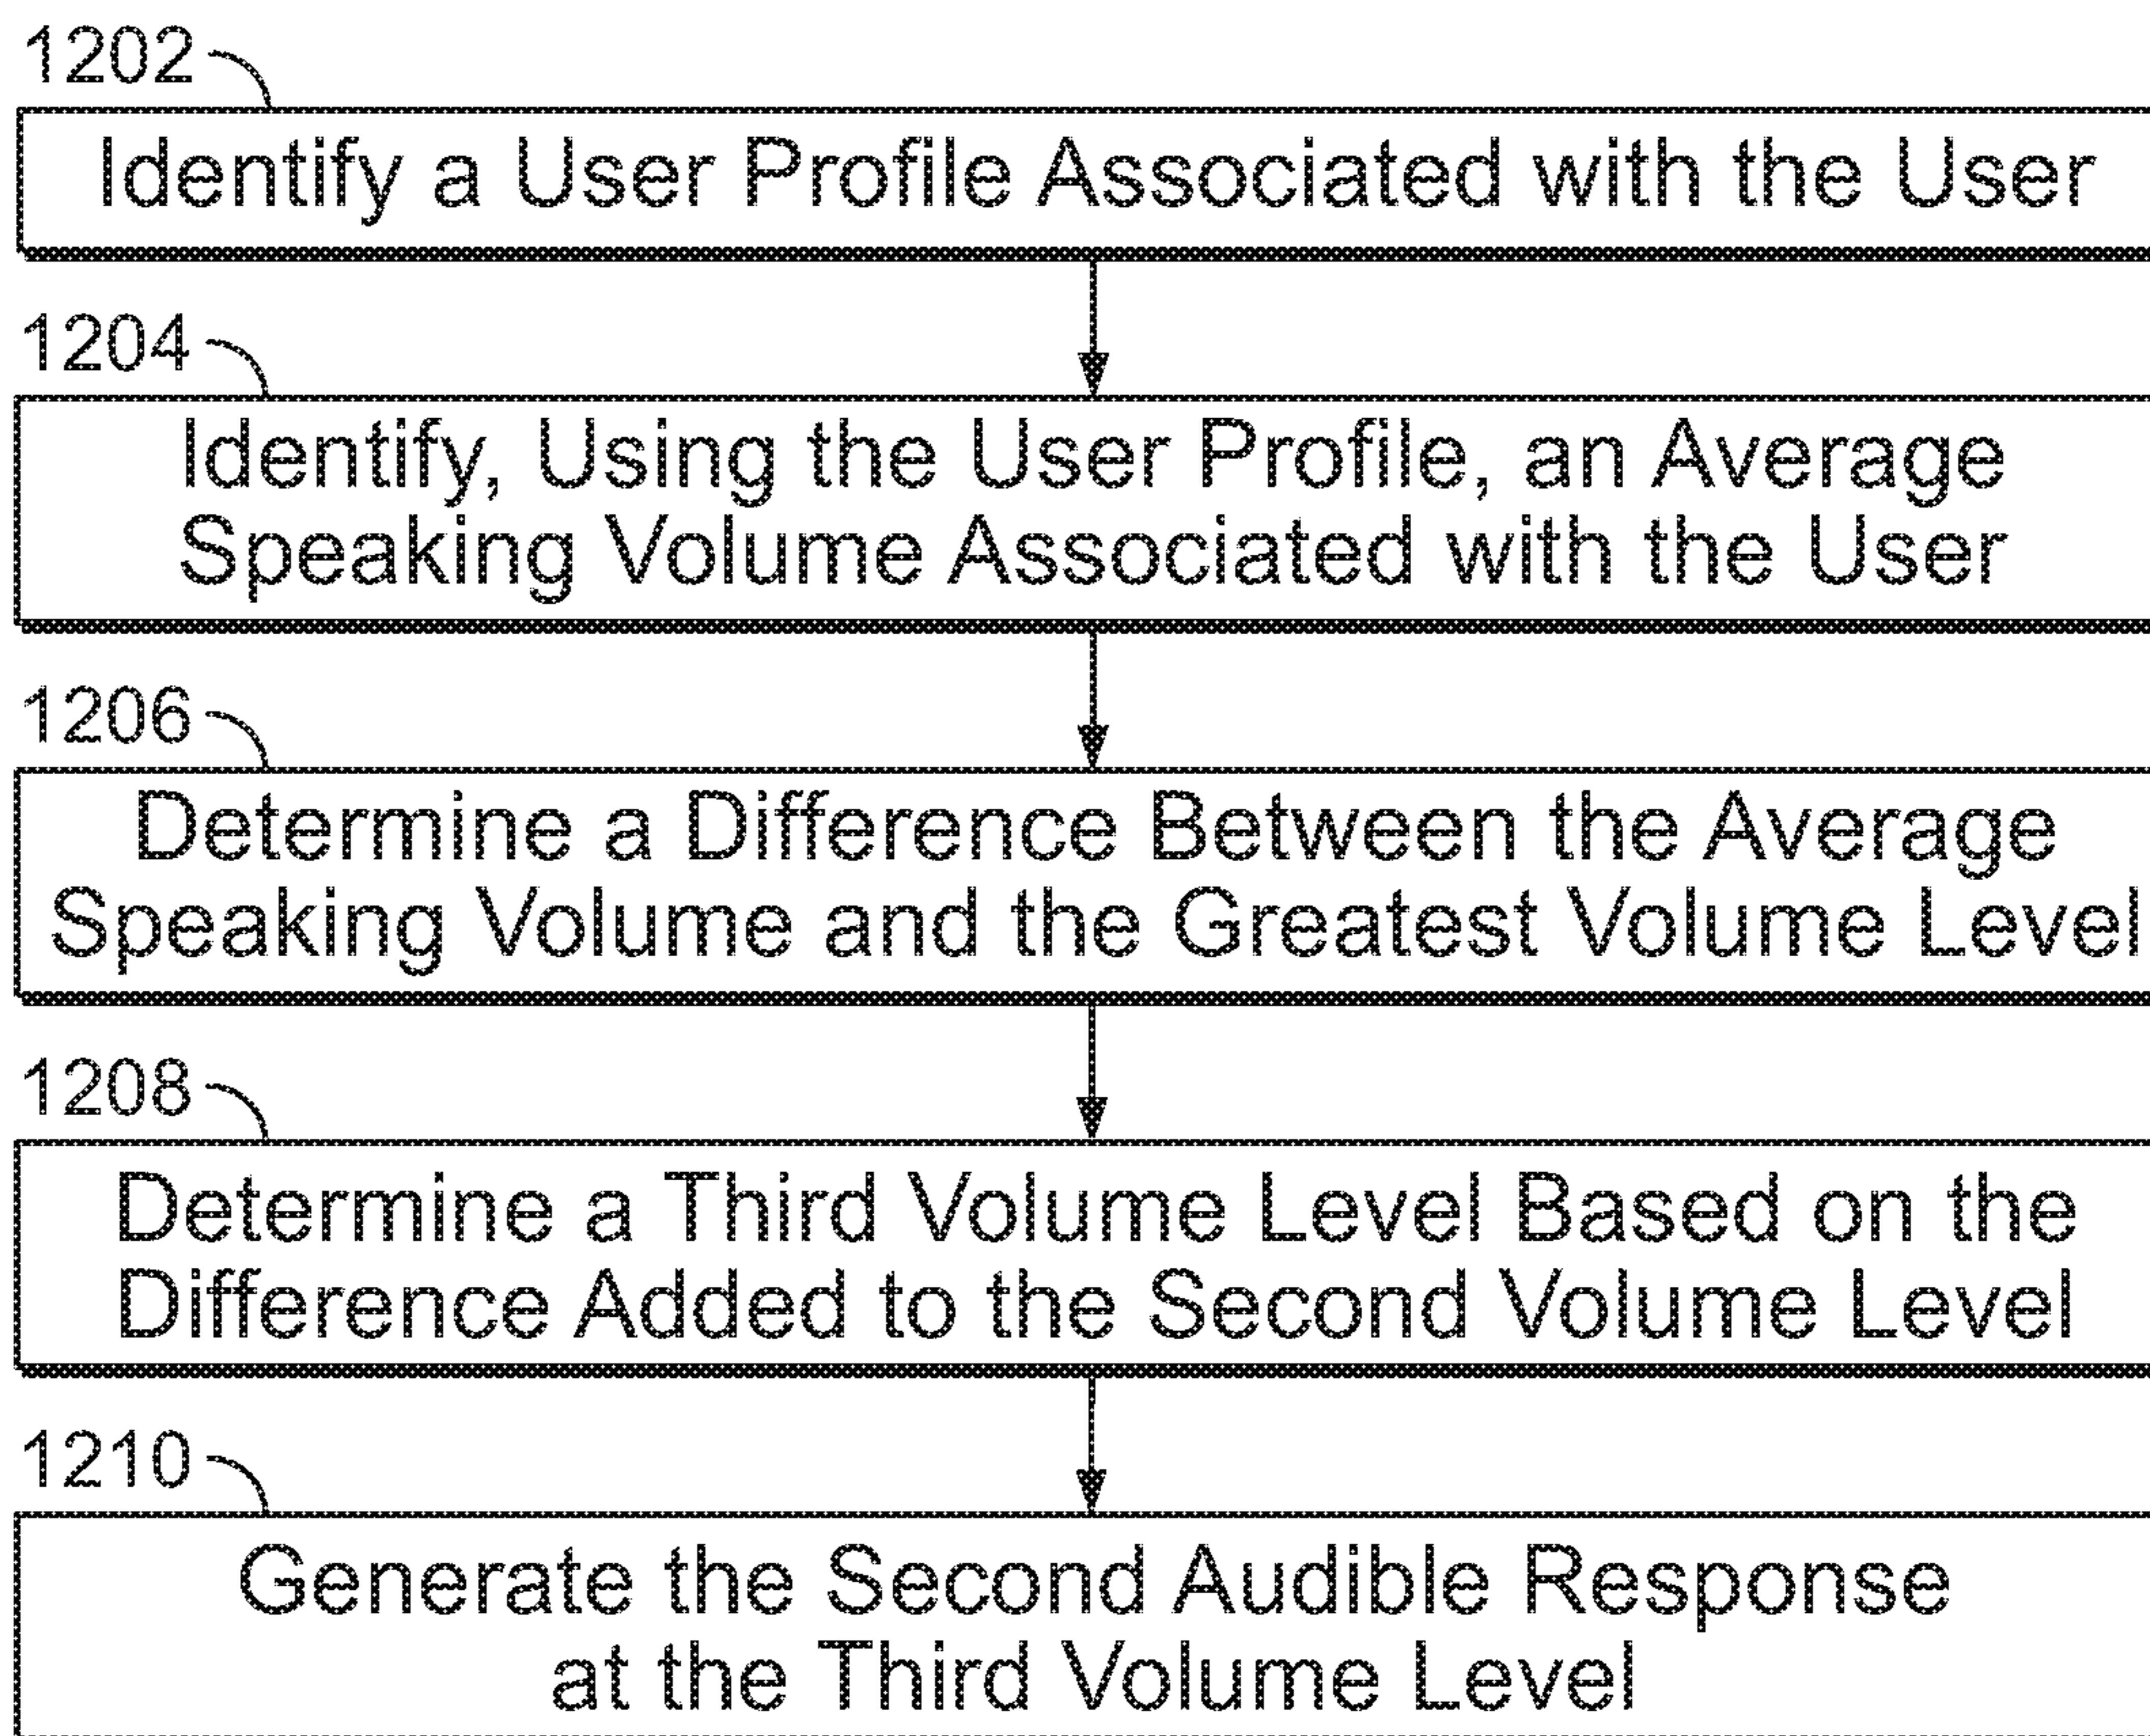 1202
Identify a User Profile Associated with the User
1204
Identify, Using the User Profile, an Average
Speaking Volume Associated with the User
1206
Determine a Difference Between the Average
Speaking Volume and the Greatest Volume Level
1208
Determine a Third Volume Level Based on the
Difference Added to the Second Volume Level
1210
Generate the Second Audible Response
at the Third Volume Level